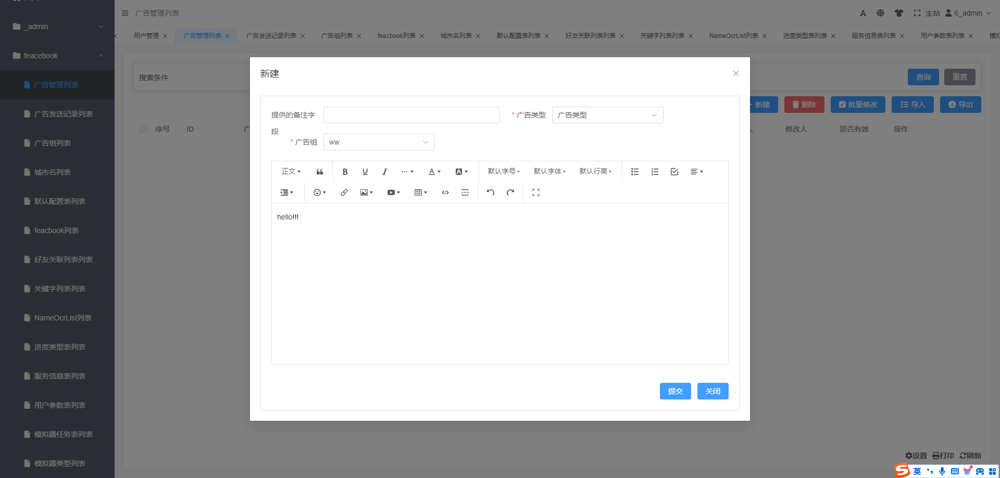 _admin
feacebook
广告管理列表
广告发送记录列表
广告组列表
城市名列表
默认配置表列表
feacbook列表
好友关联列表列表
关键字列表列表
NameOcrList列表
进度类型表列表
服务信息表列表
用户参数表列表
模拟器任务表列表
模拟器类型列表
广告管理列表
主站 6_admin
用户管理 广告管理列表 广告发送记录列表 广告组列表 feacbook列表 城市名列表 默认配置表列表 好友关联列表列表 关键字列表列表 NameOcrList列表 进度类型表列表 服务信息表列表 用户参数表列表 模拟
搜索条件 查询 重置
新建 删除 批量修改 导入 导出
序号 ID 广 人 修改人 是否有效 操作
新建
提供的备注字段 * 广告类型 广告类型
* 广告组 ww
正文 B U I A A 默认字号 默认字体 默认行高
hello!!!
提交 关闭
设置 打印 刷新
S 英